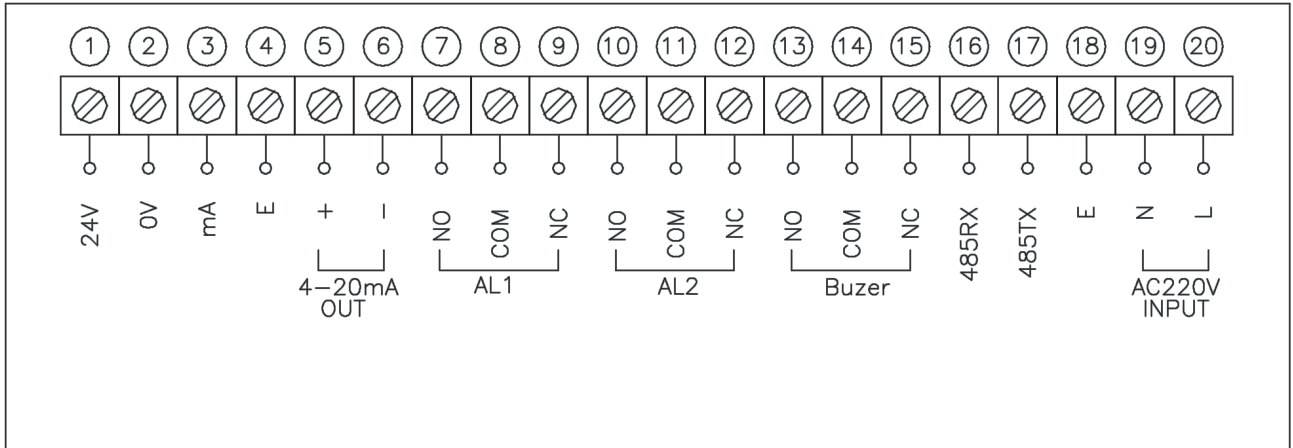 1 2 3 4 5 6 7 8 9 10 11 12 13 14 15 16 17 18 19 20
24V 0V mA E + − NO COM NC NO COM NC NO COM NC 485RX 485TX E N L
4−20mA OUT AL1 AL2 Buzer AC220V INPUT